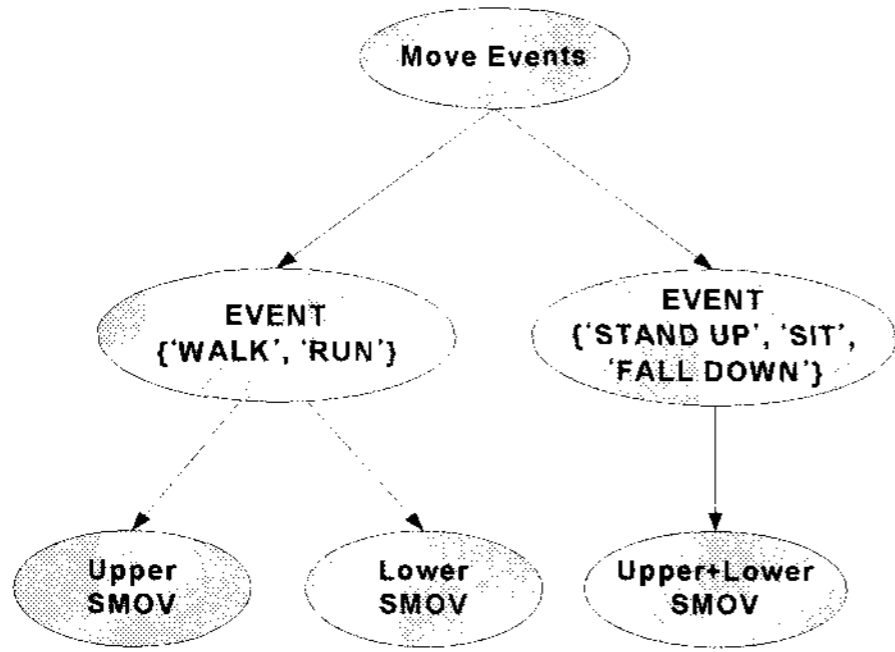 Move Events
EVENT
{‘WALK’, ‘RUN’}
EVENT
{‘STAND UP’, ‘SIT’,
‘FALL DOWN’}
Upper
SMOV
Lower
SMOV
Upper+Lower
SMOV